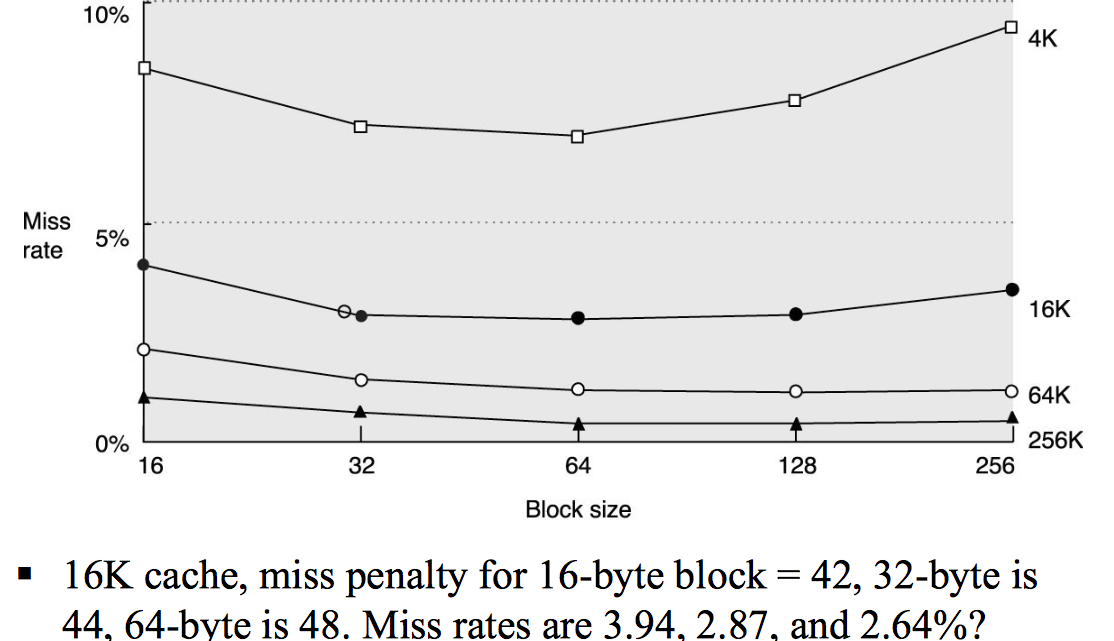 10%
4K
Miss
rate
5%
16K
64K
0%
256K
16 32 64 128 256
Block size
▪ 16K cache, miss penalty for 16-byte block = 42, 32-byte is
44, 64-byte is 48. Miss rates are 3.94, 2.87, and 2.64%?